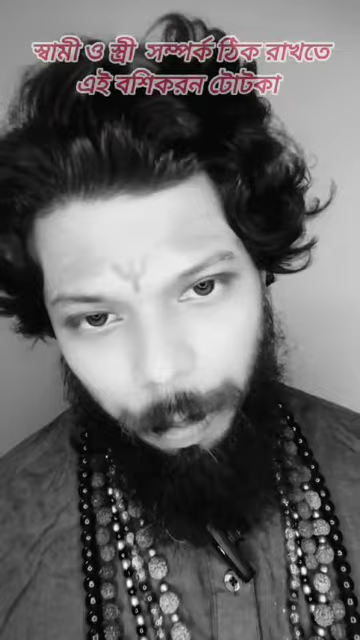 স্বামী ও স্ত্রী সম্পর্ক ঠিক রাখতে
এই বশিকরন টোটকা